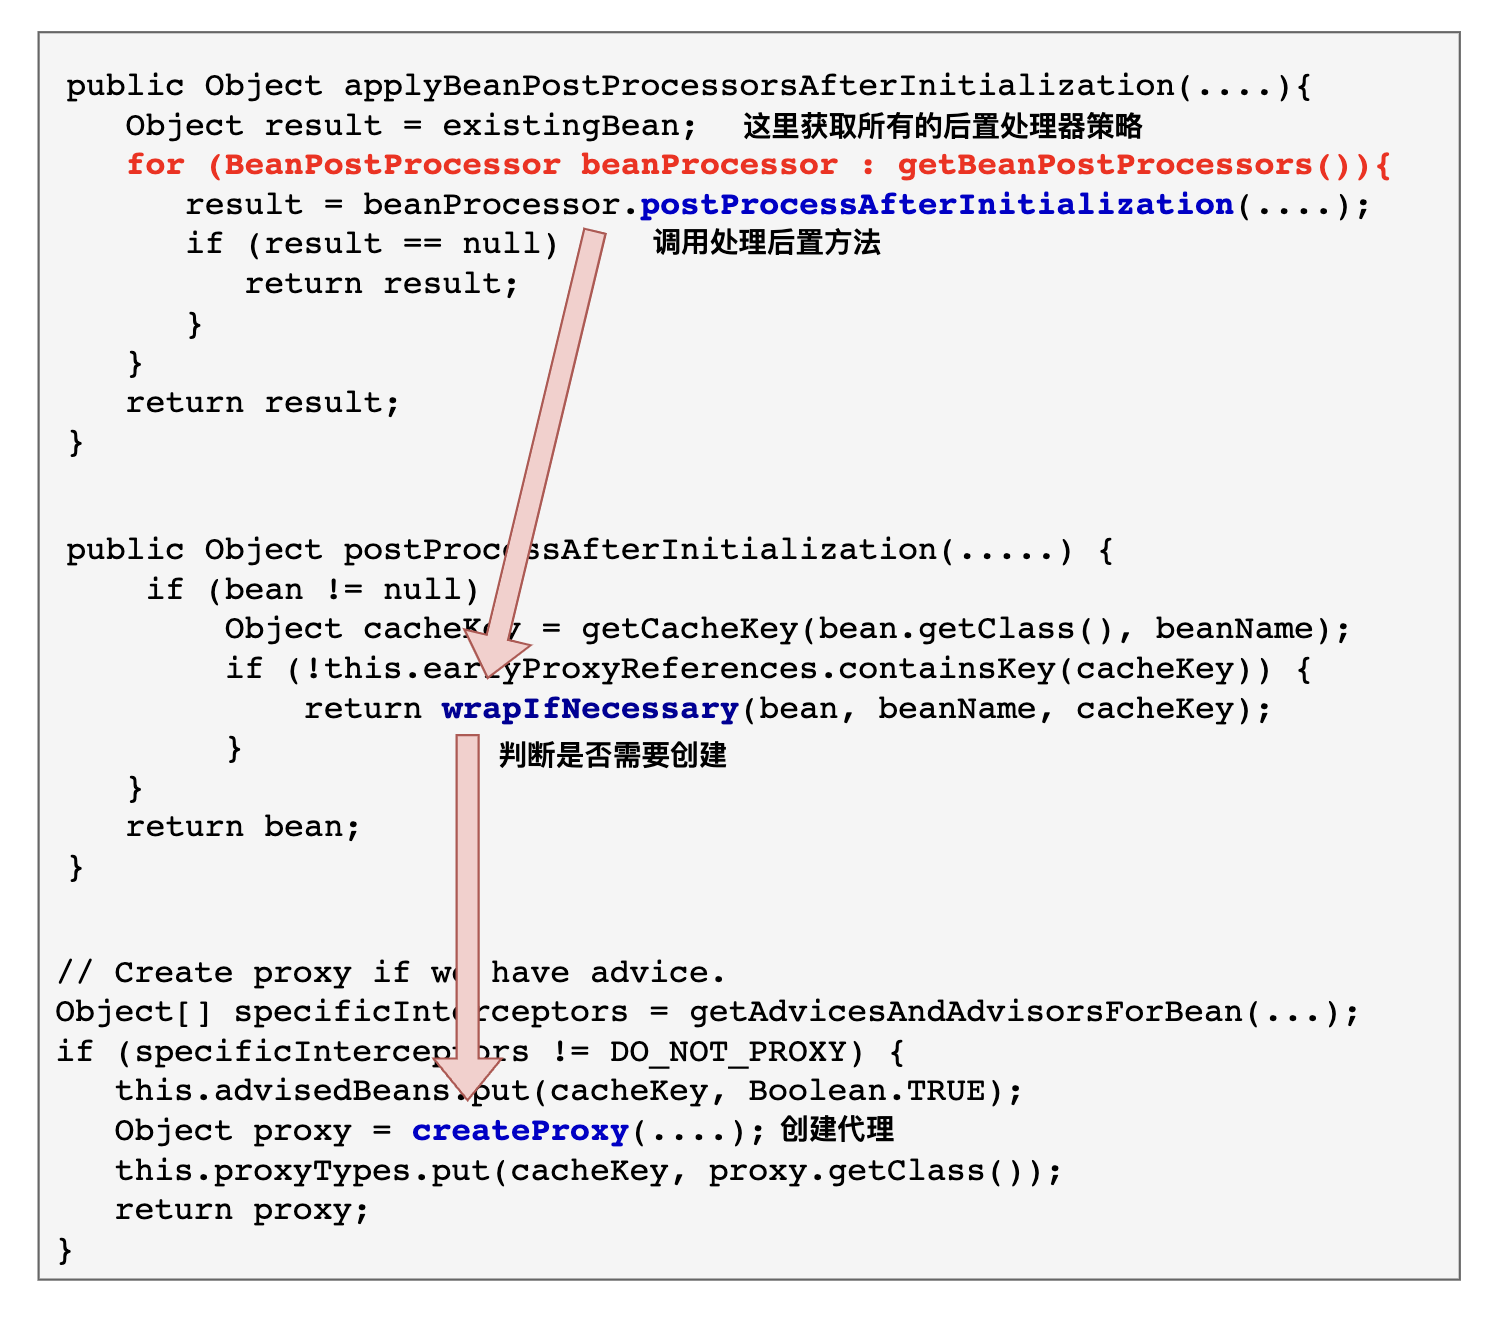 public Object applyBeanPostProcessorsAfterInitialization(....){
Object result = existingBean; 这里获取所有的后置处理器策略
for (BeanPostProcessor beanProcessor : getBeanPostProcessors()){
result = beanProcessor.postProcessAfterInitialization(....);
if (result == null) 调用处理后置方法
return result;
}
}
return result;
}
public Object postProcessAfterInitialization(.....) {
if (bean != null)
Object cacheKey = getCacheKey(bean.getClass(), beanName);
if (!this.earlyProxyReferences.containsKey(cacheKey)) {
return wrapIfNecessary(bean, beanName, cacheKey);
} 判断是否需要创建
}
return bean;
}
// Create proxy if we have advice.
Object[] specificInterceptors = getAdvicesAndAdvisorsForBean(...);
if (specificInterceptors != DO_NOT_PROXY) {
this.advisedBeans.put(cacheKey, Boolean.TRUE);
Object proxy = createProxy(....); 创建代理
this.proxyTypes.put(cacheKey, proxy.getClass());
return proxy;
}